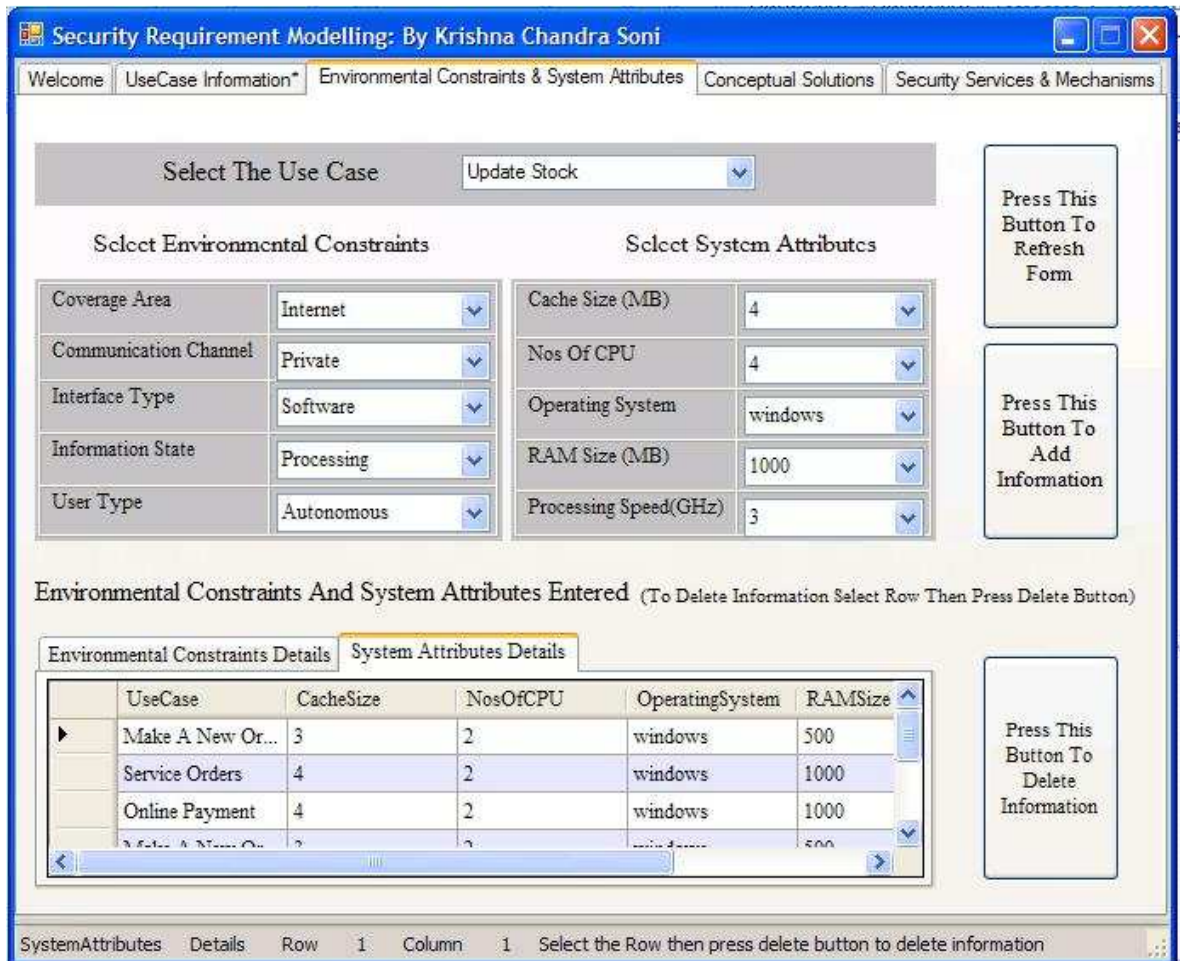 Security Requirement Modelling: By Krishna Chandra Soni
Welcome UseCase Information* Environmental Constraints & System Attributes Conceptual Solutions Security Services & Mechanisms
Select The Use Case Update Stock
Press This
Button To
Refresh
Form
Select Environmental Constraints Select System Attributes
Coverage Area Internet Cache Size (MB) 4
Communication Channel Private Nos Of CPU 4
Interface Type Software Operating System windows
Information State Processing RAM Size (MB) 1000
User Type Autonomous Processing Speed(GHz) 3
Press This
Button To
Add
Information
Environmental Constraints And System Attributes Entered (To Delete Information Select Row Then Press Delete Button)
Environmental Constraints Details System Attributes Details
UseCase CacheSize NosOfCPU OperatingSystem RAMSize
Make A New Or... 3 2 windows 500
Service Orders 4 2 windows 1000
Online Payment 4 2 windows 1000
Make A New Or... 3 2 windows 500
Press This
Button To
Delete
Information
SystemAttributes Details Row 1 Column 1 Select the Row then press delete button to delete information